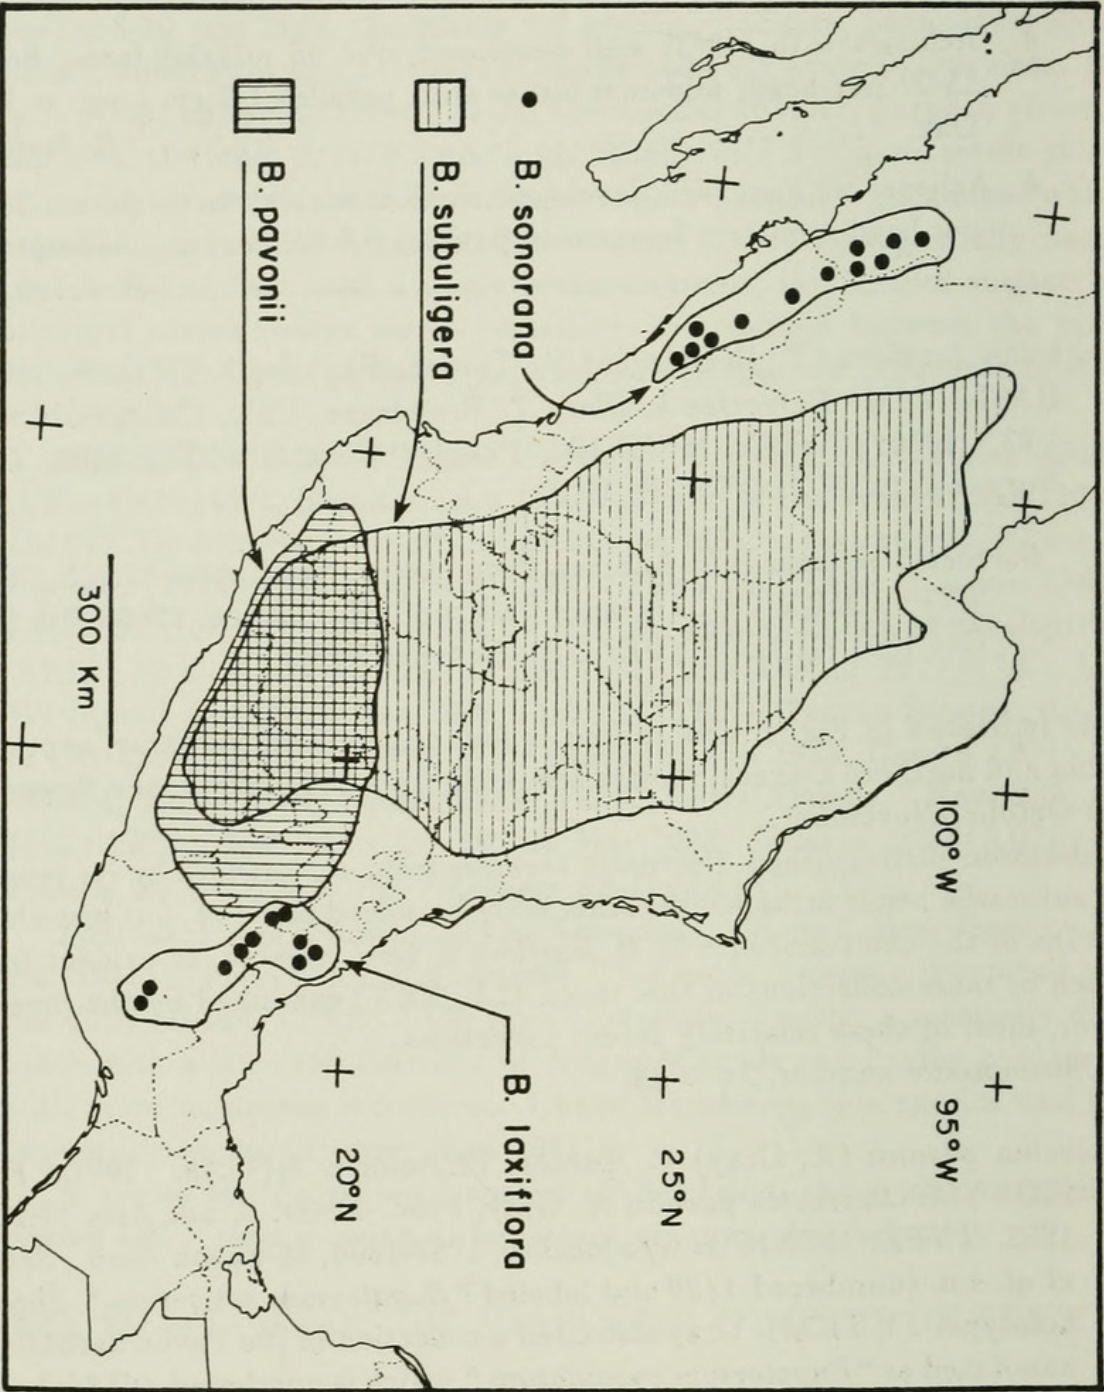 100°W
95°W
25°N
20°N
B. sonorana
B. subuligera
B. pavonii
B. laxiflora
300 Km